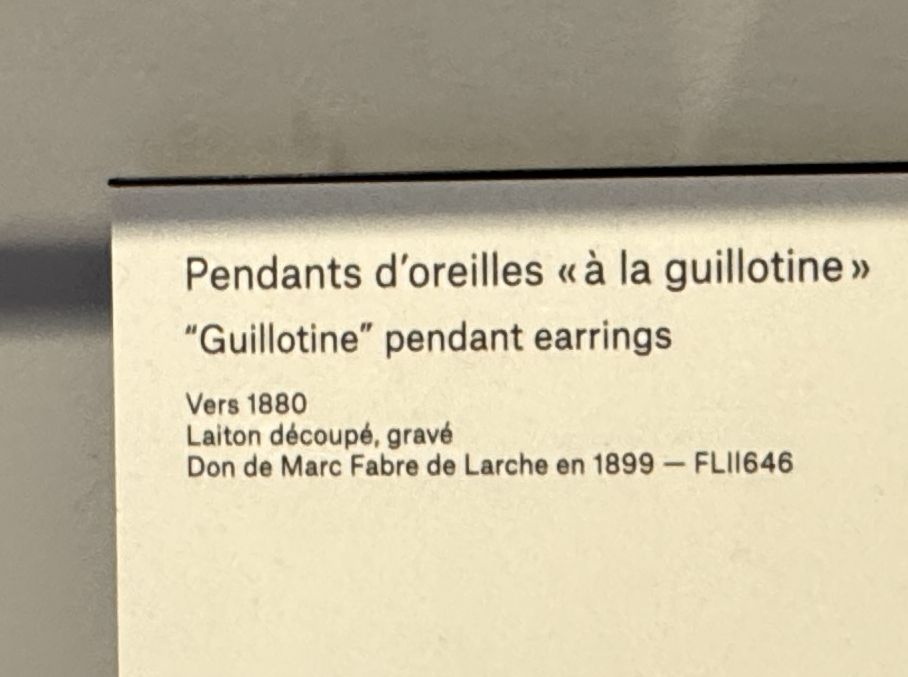 Pendants d’oreilles « à la guillotine »
“Guillotine” pendant earrings
Vers 1880
Laiton découpé, gravé
Don de Marc Fabre de Larche en 1899 — FLII646